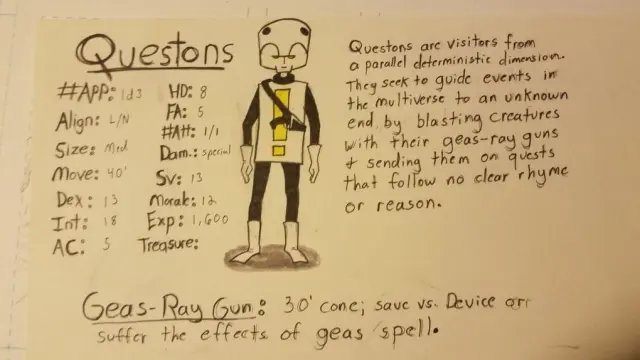 Questons
#APP: 1d3
Align: L/N
Size: Med
Move: 40'
Dex: 13
Int: 18
AC: 5
HD: 8
FA: 5
#Att: 1/1
Dam.: special
Sv: 13
Morale: 12
Exp: 1,600
Treasure:
!
Questons are visitors from
a parallel deterministic dimension.
They seek to guide events in
the multiverse to an unknown
end by blasting creatures
with their geas-ray guns
& sending them on quests
that follow no clear rhyme
or reason.
Geas-Ray Gun: 30' cone; save vs. Device or
suffer the effects of geas spell.